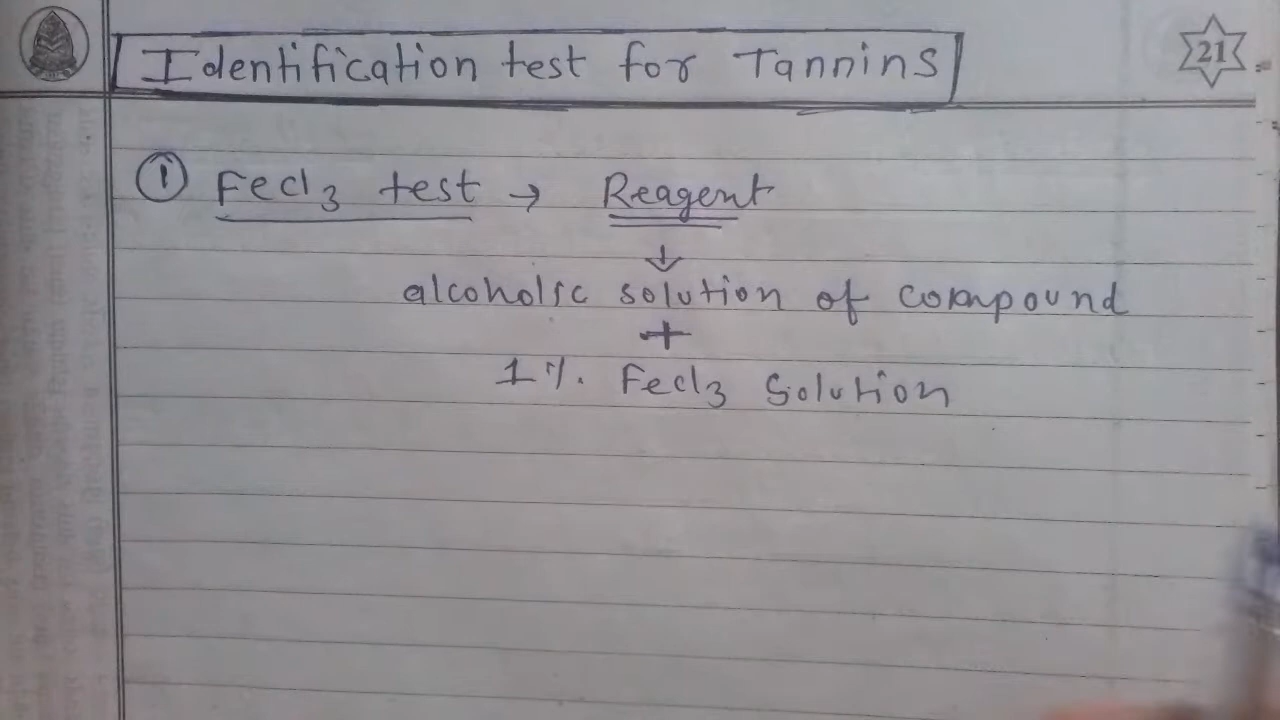 Identification test for Tannins
21
① Fecl3 test → Reagent
↓
alcoholic solution of compound
+
1%. Fecl3 Solution